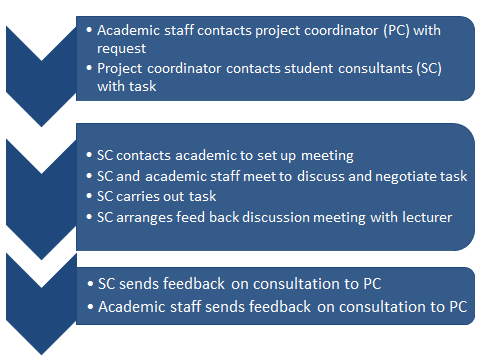 • Academic staff contacts project coordinator (PC) with
request
• Project coordinator contacts student consultants (SC)
with task
• SC contacts academic to set up meeting
• SC and academic staff meet to discuss and negotiate task
• SC carries out task
• SC arranges feed back discussion meeting with lecturer
• SC sends feedback on consultation to PC
• Academic staff sends feedback on consultation to PC